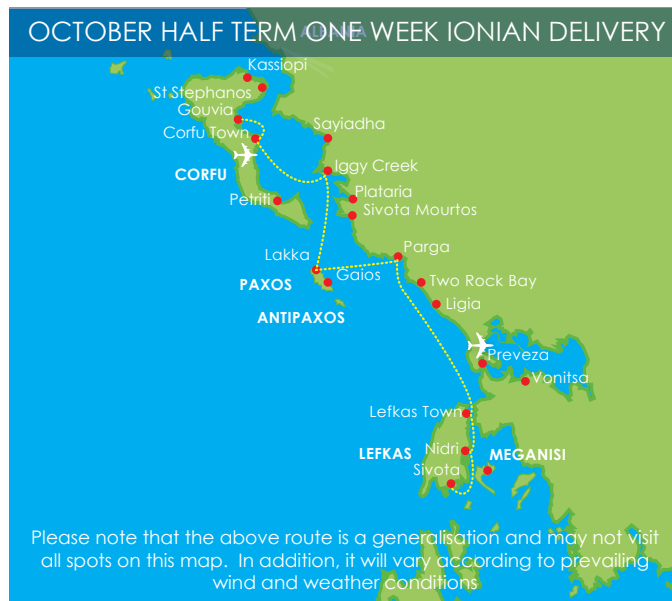 ALBANIA
OCTOBER HALF TERM ONE WEEK IONIAN DELIVERY
Kassiopi
St Stephanos
Gouvia
Corfu Town
Sayiadha
CORFU
Iggy Creek
Petriti
Plataria
Sivota Mourtos
Lakka
Parga
PAXOS
Gaios
Two Rock Bay
Ligia
ANTIPAXOS
Preveza
Vonitsa
Lefkas Town
LEFKAS
Nidri
MEGANISI
Sivota
Please note that the above route is a generalisation and may not visit
all spots on this map. In addition, it will vary according to prevailing
wind and weather conditions